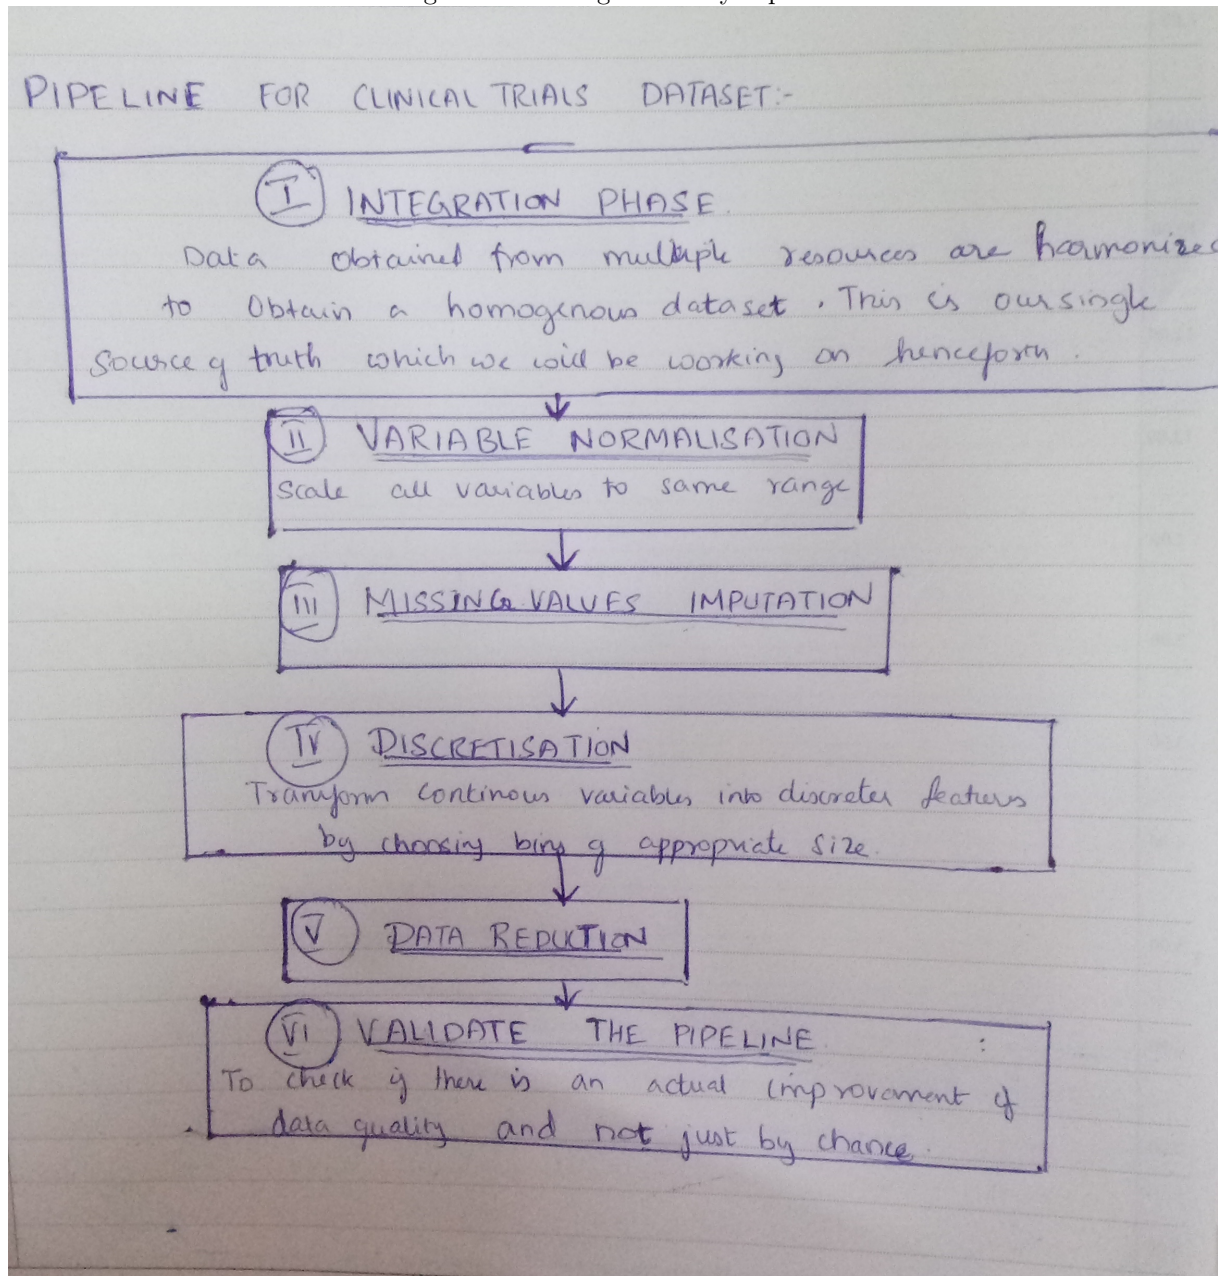 PIPELINE FOR CLINICAL TRIALS DATASET:-
I INTEGRATION PHASE.
Data obtained from multiple resources are harmonized
to Obtain a homogenous dataset. This is our single
source of truth which we will be working on henceforth.
II VARIABLE NORMALISATION
Scale all variables to same range
III MISSING VALUES IMPUTATION
IV DISCRETISATION
Transform continous variables into discrete features
by choosing bins of appropriate size.
V DATA REDUCTION
VI VALIDATE THE PIPELINE
To check if there is an actual improvement of
data quality and not just by chance.